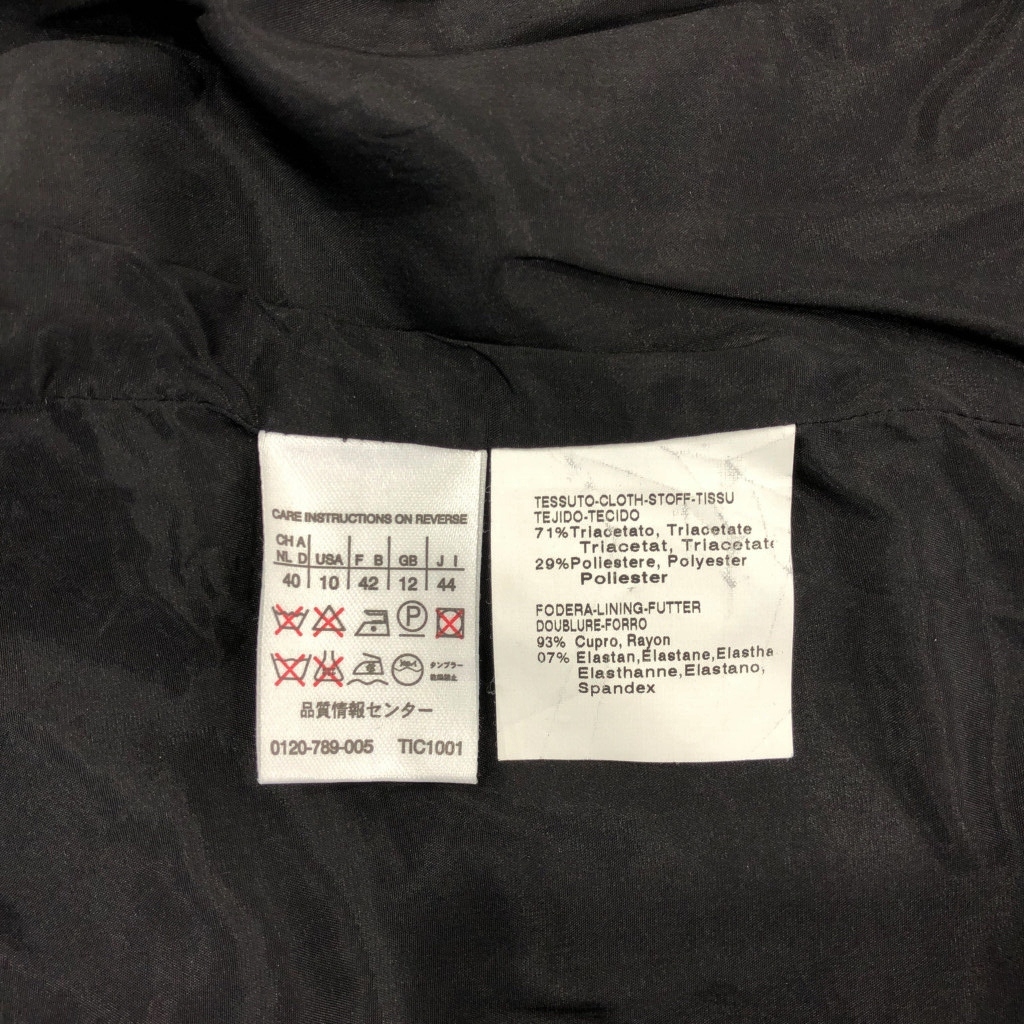 CARE INSTRUCTIONS ON REVERSE
CH A
NL D USA F B GB J I
40 10 42 12 44
P
タンブラー
乾燥禁止
品質情報センター
0120-789-005 TIC1001
TESSUTO-CLOTH-STOFF-TISSU
TEJIDO-TECIDO
71%Triacetato, Triacetate
Triacetat, Triacetate
29%Poliestere, Polyester
Poliester
FODERA-LINING-FUTTER
DOUBLURE-FORRO
93% Cupro, Rayon
07% Elastan,Elastane,Elastha
Elasthanne,Elastano,
Spandex